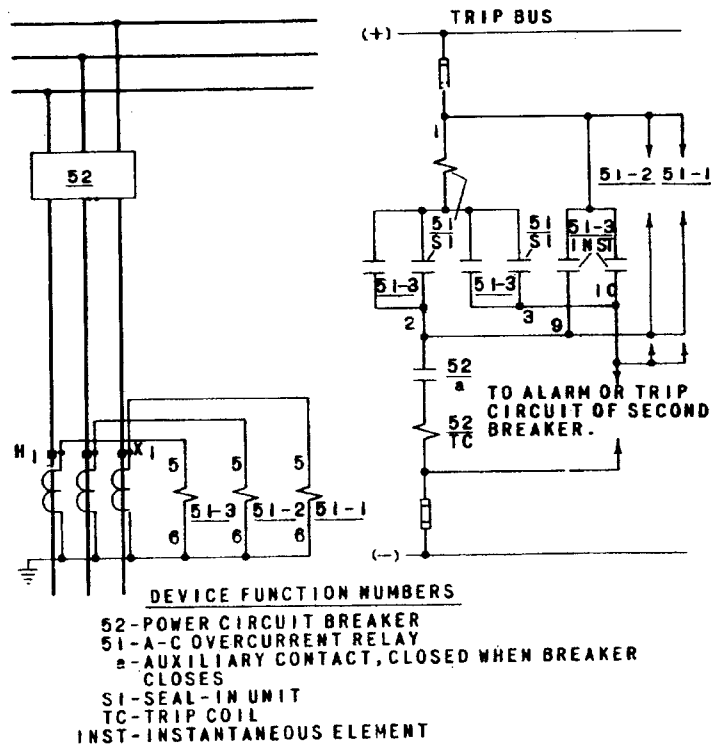 TRIP BUS
(+)
1
52
51-2 51-1
51
SI
51
SI
51-3
INST
51-3
51-3
10
2
3
9
52
a
TO ALARM OR TRIP
CIRCUIT OF SECOND
BREAKER.
52
TC
H1
X1
5
5
5
51-3
51-2
51-1
6
6
6
(-)
DEVICE FUNCTION NUMBERS
52-POWER CIRCUIT BREAKER
51-A-C OVERCURRENT RELAY
a-AUXILIARY CONTACT, CLOSED WHEN BREAKER
CLOSES
SI-SEAL-IN UNIT
TC-TRIP COIL
INST-INSTANTANEOUS ELEMENT